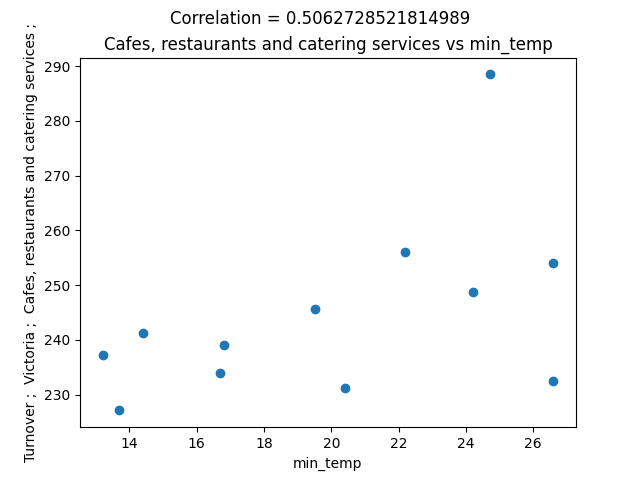 Correlation = 0.5062728521814989
Cafes, restaurants and catering services vs min_temp
Turnover ;  Victoria ;  Cafes, restaurants and catering services ;
290
280
270
260
250
240
230
14 16 18 20 22 24 26
min_temp